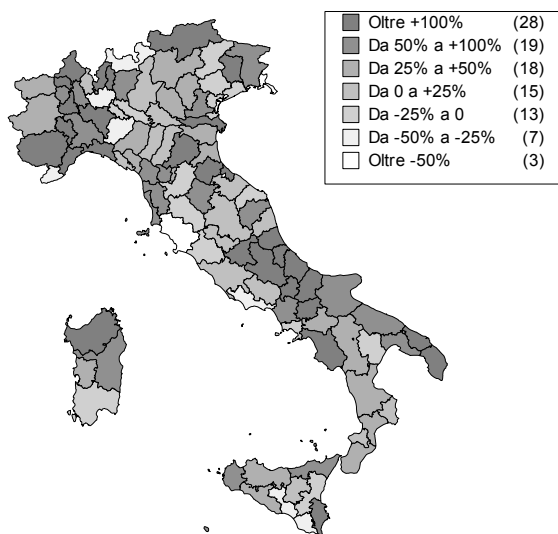 Oltre +100% (28)
Da 50% a +100% (19)
Da 25% a +50% (18)
Da 0 a +25% (15)
Da -25% a 0 (13)
Da -50% a -25% (7)
Oltre -50% (3)